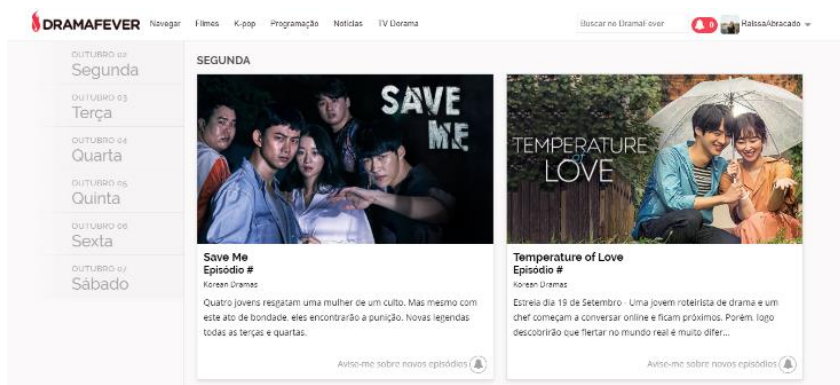 DRAMAFEVER Navegar Filmes K-pop Programação Notícias TV Dorama Buscar no DramaFever 0 RaissaAbracado
OUTUBRO 02
Segunda
OUTUBRO 03
Terça
OUTUBRO 04
Quarta
OUTUBRO 05
Quinta
OUTUBRO 06
Sexta
OUTUBRO 07
Sábado
SEGUNDA
SAVE
ME
Save Me
Episódio #
Korean Dramas
Quatro jovens resgatam uma mulher de um culto. Mas mesmo com
este ato de bondade, eles encontrarão a punição. Novas legendas
todas as terças e quartas.
Avise-me sobre novos episódios
TEMPERATURE
of
LOVE
Temperature of Love
Episódio #
Korean Dramas
Estreia dia 19 de Setembro - Uma jovem roteirista de drama e um
chef começam a conversar online e ficam próximos. Porém, logo
descobrirão que flertar no mundo real é muito difer...
Avise-me sobre novos episódios